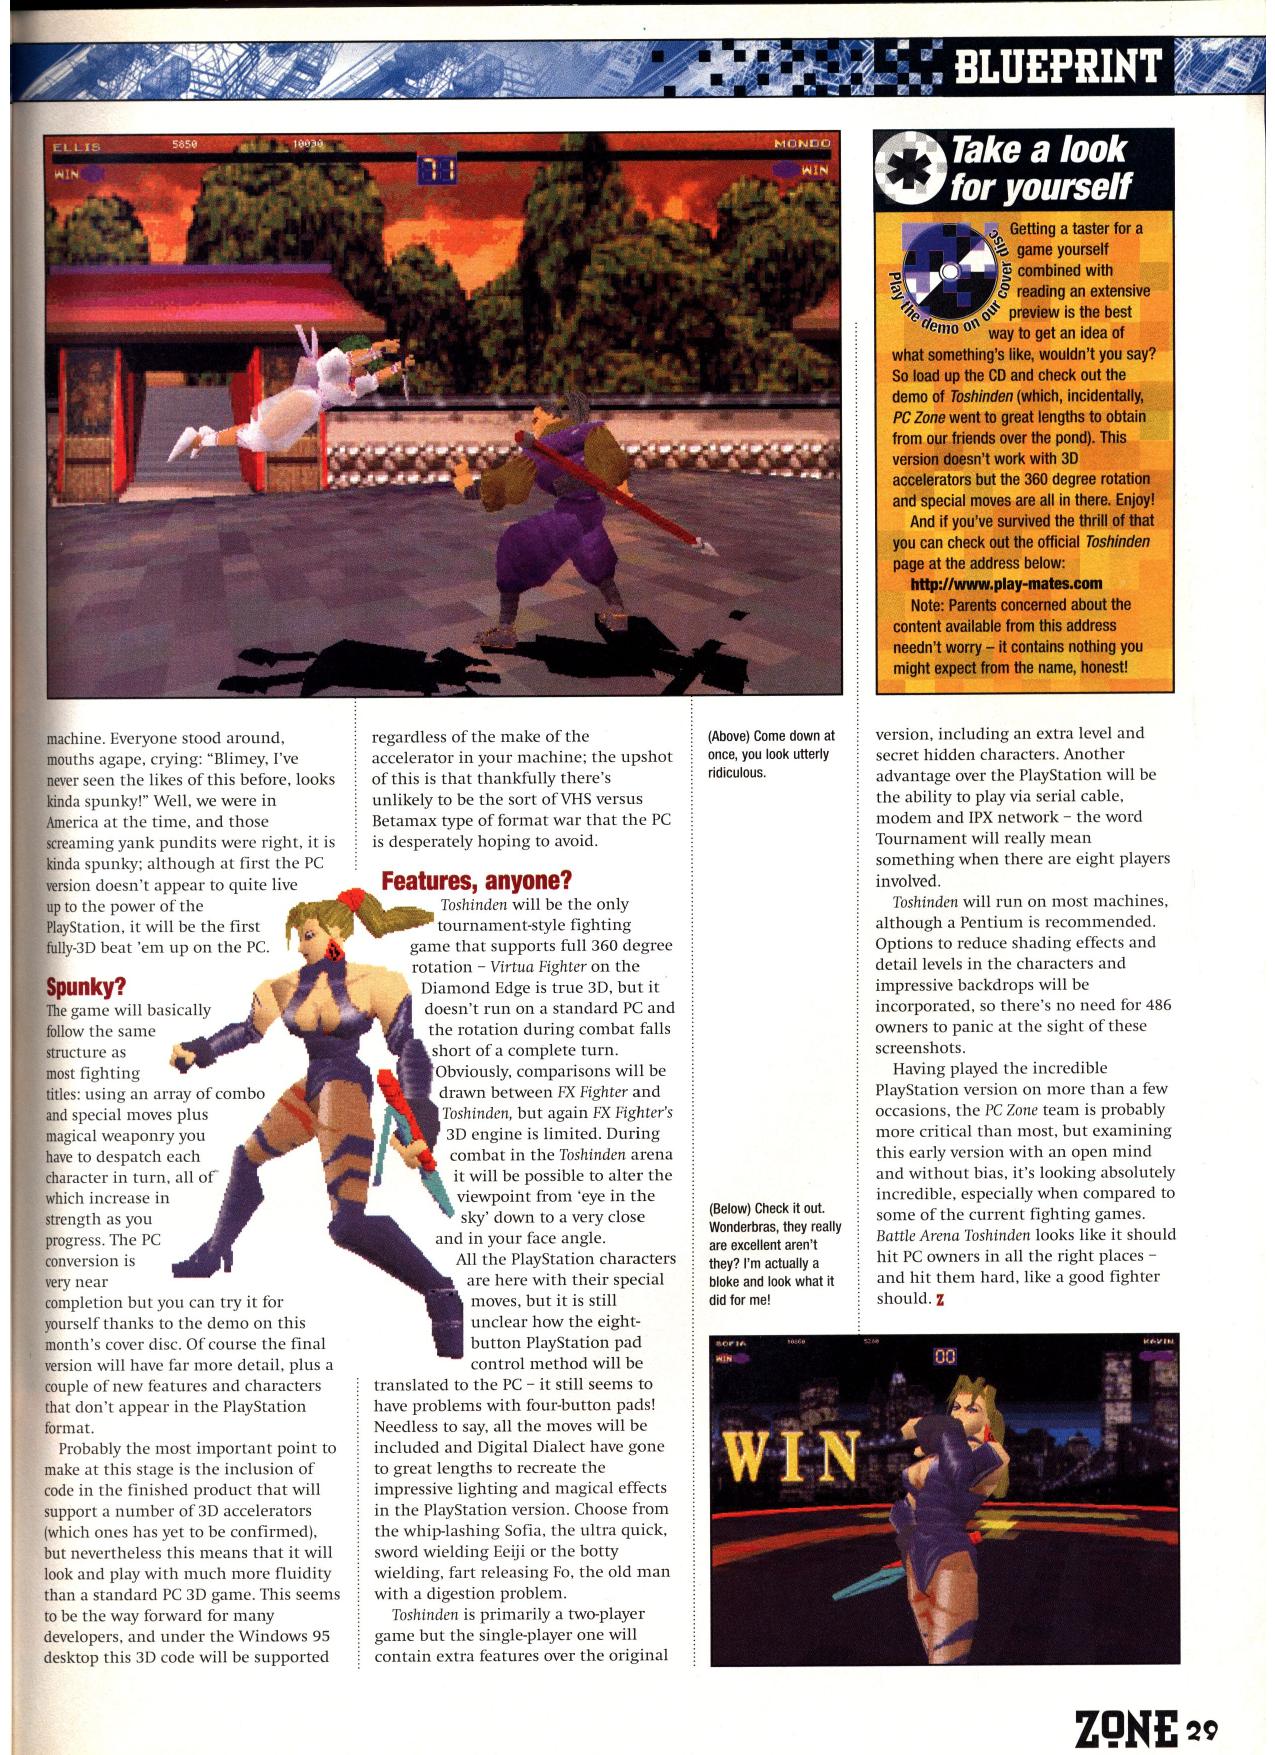 BLUEPRINT
ELLIS
5850
10030
MONDO
WIN
71
WIN
Take a look
for yourself
Play the demo on our cover disc
Getting a taster for a
game yourself
combined with
reading an extensive
preview is the best
way to get an idea of
what something's like, wouldn't you say?
So load up the CD and check out the
demo of Toshinden (which, incidentally,
PC Zone went to great lengths to obtain
from our friends over the pond). This
version doesn't work with 3D
accelerators but the 360 degree rotation
and special moves are all in there. Enjoy!
And if you've survived the thrill of that
you can check out the official Toshinden
page at the address below:
http://www.play-mates.com
Note: Parents concerned about the
content available from this address
needn't worry – it contains nothing you
might expect from the name, honest!
machine. Everyone stood around,
mouths agape, crying: “Blimey, I've
never seen the likes of this before, looks
kinda spunky!” Well, we were in
America at the time, and those
screaming yank pundits were right, it is
kinda spunky; although at first the PC
version doesn't appear to quite live
up to the power of the
PlayStation, it will be the first
fully-3D beat 'em up on the PC.
Spunky?
The game will basically
follow the same
structure as
most fighting
titles: using an array of combo
and special moves plus
magical weaponry you
have to despatch each
character in turn, all of
which increase in
strength as you
progress. The PC
conversion is
very near
completion but you can try it for
yourself thanks to the demo on this
month's cover disc. Of course the final
version will have far more detail, plus a
couple of new features and characters
that don't appear in the PlayStation
format.
Probably the most important point to
make at this stage is the inclusion of
code in the finished product that will
support a number of 3D accelerators
(which ones has yet to be confirmed),
but nevertheless this means that it will
look and play with much more fluidity
than a standard PC 3D game. This seems
to be the way forward for many
developers, and under the Windows 95
desktop this 3D code will be supported
regardless of the make of the
accelerator in your machine; the upshot
of this is that thankfully there's
unlikely to be the sort of VHS versus
Betamax type of format war that the PC
is desperately hoping to avoid.
Features, anyone?
Toshinden will be the only
tournament-style fighting
game that supports full 360 degree
rotation – Virtua Fighter on the
Diamond Edge is true 3D, but it
doesn't run on a standard PC and
the rotation during combat falls
short of a complete turn.
Obviously, comparisons will be
drawn between FX Fighter and
Toshinden, but again FX Fighter's
3D engine is limited. During
combat in the Toshinden arena
it will be possible to alter the
viewpoint from 'eye in the
sky' down to a very close
and in your face angle.
All the PlayStation characters
are here with their special
moves, but it is still
unclear how the eight-
button PlayStation pad
control method will be
translated to the PC – it still seems to
have problems with four-button pads!
Needless to say, all the moves will be
included and Digital Dialect have gone
to great lengths to recreate the
impressive lighting and magical effects
in the PlayStation version. Choose from
the whip-lashing Sofia, the ultra quick,
sword wielding Eeiji or the botty
wielding, fart releasing Fo, the old man
with a digestion problem.
Toshinden is primarily a two-player
game but the single-player one will
contain extra features over the original
(Above) Come down at
once, you look utterly
ridiculous.
(Below) Check it out.
Wonderbras, they really
are excellent aren't
they? I'm actually a
bloke and look what it
did for me!
version, including an extra level and
secret hidden characters. Another
advantage over the PlayStation will be
the ability to play via serial cable,
modem and IPX network – the word
Tournament will really mean
something when there are eight players
involved.
Toshinden will run on most machines,
although a Pentium is recommended.
Options to reduce shading effects and
detail levels in the characters and
impressive backdrops will be
incorporated, so there's no need for 486
owners to panic at the sight of these
screenshots.
Having played the incredible
PlayStation version on more than a few
occasions, the PC Zone team is probably
more critical than most, but examining
this early version with an open mind
and without bias, it's looking absolutely
incredible, especially when compared to
some of the current fighting games.
Battle Arena Toshinden looks like it should
hit PC owners in all the right places –
and hit them hard, like a good fighter
should. Z
SOFIA
KAYIN
WIN
00
WIN
ZONE 29